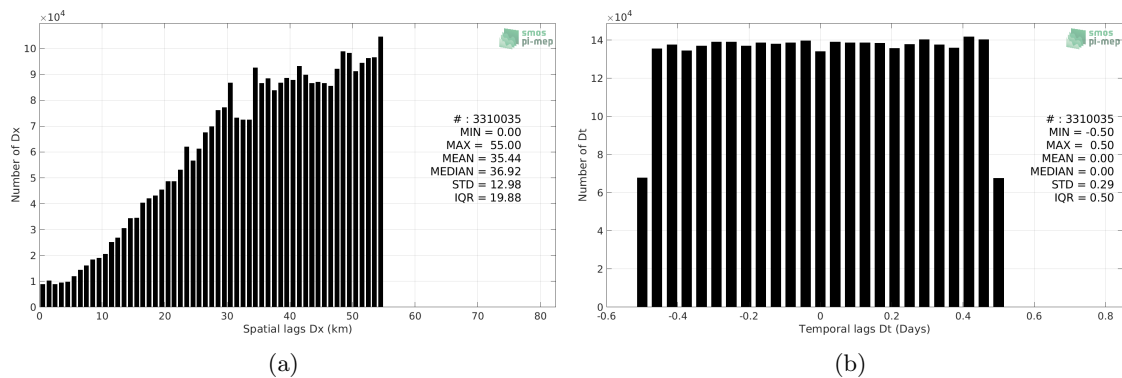 ×10⁴
10
9
8
7
6
5
4
3
2
1
0
Number of Dx
smos
pi-mep
# : 3310035
MIN = 0.00
MAX = 55.00
MEAN = 35.44
MEDIAN = 36.92
STD = 12.98
IQR = 19.88
0 10 20 30 40 50 60 70 80
Spatial lags Dx (km)
(a)
×10⁴
14
12
10
8
6
4
2
0
Number of Dt
smos
pi-mep
# : 3310035
MIN = -0.50
MAX = 0.50
MEAN = 0.00
MEDIAN = 0.00
STD = 0.29
IQR = 0.50
-0.6 -0.4 -0.2 0 0.2 0.4 0.6 0.8
Temporal lags Dt (Days)
(b)